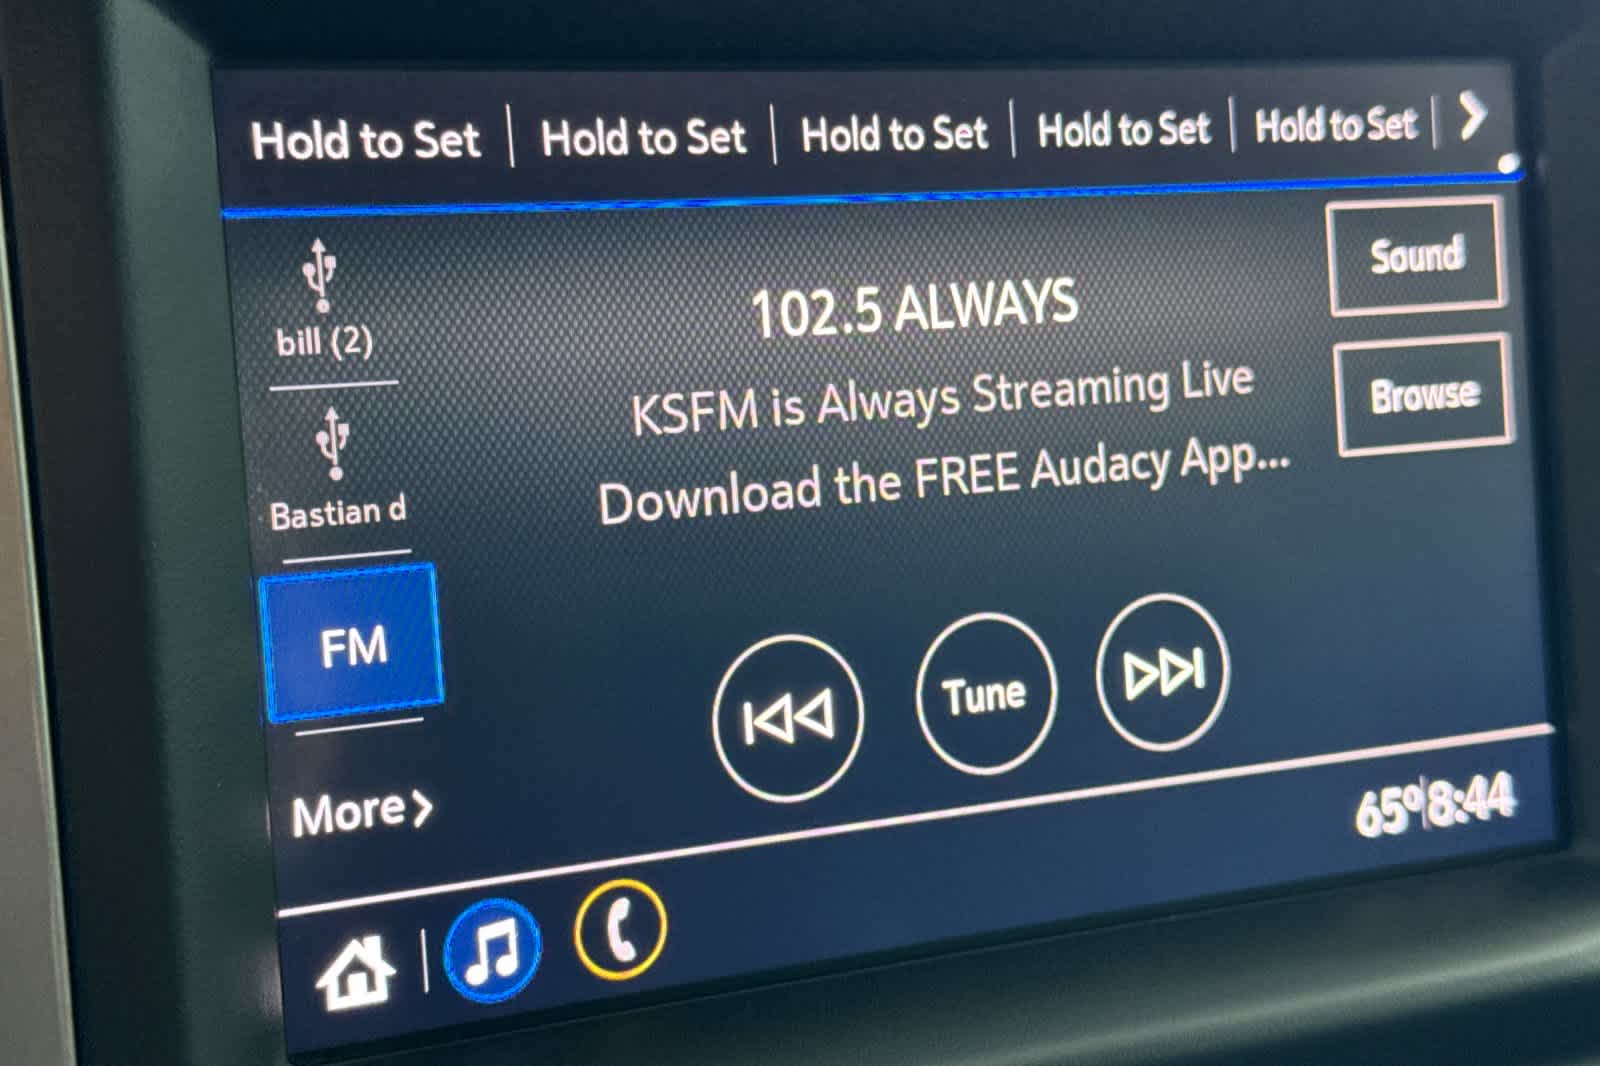 Hold to Set Hold to Set Hold to Set Hold to Set Hold to Set
Sound
bill (2)
102.5 ALWAYS
KSFM is Always Streaming Live
Browse
Bastian d
Download the FREE Audacy App...
FM
Tune
More
65° 8:44